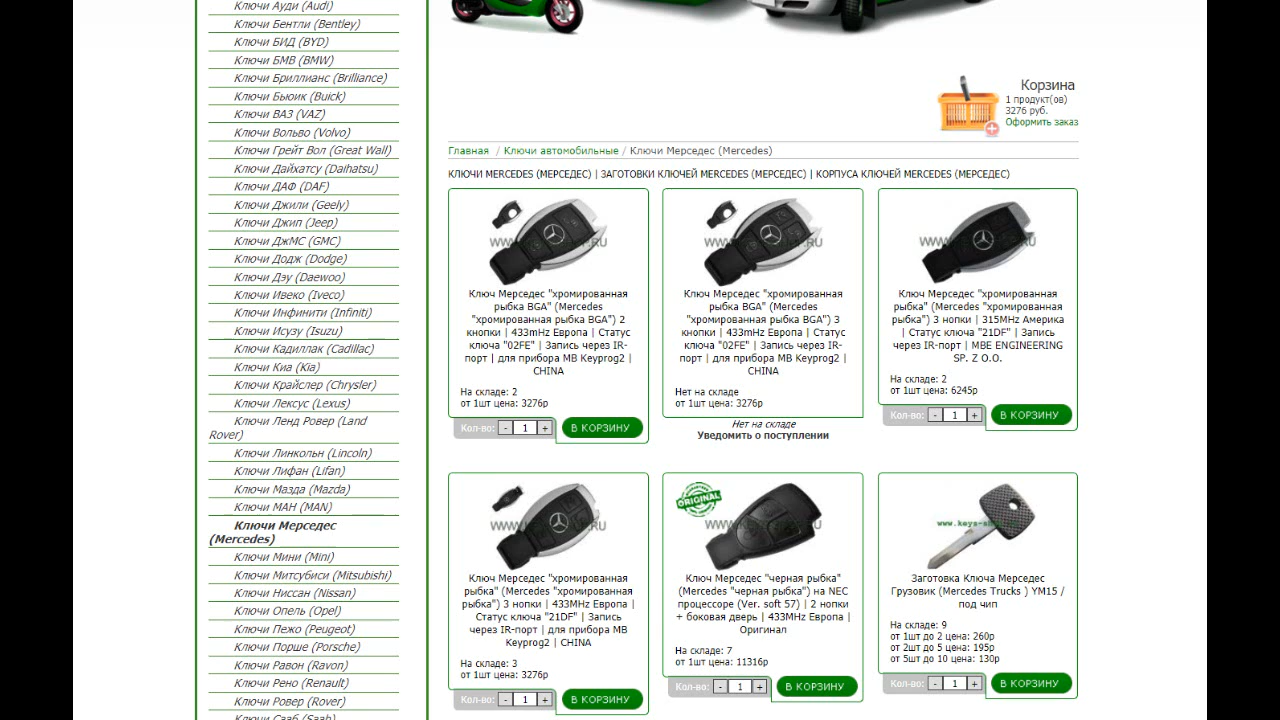 Ключи Ауди (Audi)
Ключи Бентли (Bentley)
Ключи БИД (BYD)
Ключи БМВ (BMW)
Ключи Бриллианс (Brilliance)
Ключи Бьюик (Buick)
Ключи ВАЗ (VAZ)
Ключи Вольво (Volvo)
Ключи Грейт Вол (Great Wall)
Ключи Дайхатсу (Daihatsu)
Ключи ДАФ (DAF)
Ключи Джили (Geely)
Ключи Джип (Jeep)
Ключи ДжМС (GMC)
Ключи Додж (Dodge)
Ключи Дэу (Daewoo)
Ключи Ивеко (Iveco)
Ключи Инфинити (Infiniti)
Ключи Исузу (Isuzu)
Ключи Кадиллак (Cadillac)
Ключи Киа (Kia)
Ключи Крайслер (Chrysler)
Ключи Лексус (Lexus)
Ключи Ленд Ровер (Land
Rover)
Ключи Линкольн (Lincoln)
Ключи Лифан (Lifan)
Ключи Мазда (Mazda)
Ключи МАН (MAN)
Ключи Мерседес
(Mercedes)
Ключи Мини (Mini)
Ключи Митсубиси (Mitsubishi)
Ключи Ниссан (Nissan)
Ключи Опель (Opel)
Ключи Пежо (Peugeot)
Ключи Порше (Porsche)
Ключи Равон (Ravon)
Ключи Рено (Renault)
Ключи Ровер (Rover)
Ключи Сааб (Saab)
Корзина
1 продукт(ов)
3276 руб.
Оформить заказ
Главная / Ключи автомобильные / Ключи Мерседес (Mercedes)
КЛЮЧИ MERCEDES (МЕРСЕДЕС) | ЗАГОТОВКИ КЛЮЧЕЙ MERCEDES (МЕРСЕДЕС) | КОРПУСА КЛЮЧЕЙ MERCEDES (МЕРСЕДЕС)
Ключ Мерседес "хромированная
рыбка BGA" (Mercedes
"хромированная рыбка BGA") 2
кнопки | 433mHz Европа | Статус
ключа "02FE" | Запись через IR-
порт | для прибора MB Keyprog2 |
CHINA
На складе: 2
от 1шт цена: 3276р
Кол-во: - 1 + В КОРЗИНУ
Ключ Мерседес "хромированная
рыбка BGA" (Mercedes
"хромированная рыбка BGA") 3
кнопки | 433mHz Европа | Статус
ключа "02FE" | Запись через IR-
порт | для прибора MB Keyprog2 |
CHINA
Нет на складе
от 1шт цена: 3276р
Нет на складе
Уведомить о поступлении
Ключ Мерседес "хромированная
рыбка" (Mercedes "хромированная
рыбка") 3 нопки | 315MHz Америка
| Статус ключа "21DF" | Запись
через IR-порт | MBE ENGINEERING
SP. Z O.O.
На складе: 2
от 1шт цена: 6245р
Кол-во: - 1 + В КОРЗИНУ
Ключ Мерседес "хромированная
рыбка" (Mercedes "хромированная
рыбка") 3 нопки | 433MHz Европа |
Статус ключа "21DF" | Запись
через IR-порт | для прибора MB
Keyprog2 | CHINA
На складе: 3
от 1шт цена: 3276р
Кол-во: - 1 + В КОРЗИНУ
ORIGINAL
Ключ Мерседес "черная рыбка"
(Mercedes "черная рыбка") на NEC
процессоре (Ver. soft 57) | 2 нопки
+ боковая дверь | 433MHz Европа |
Оригинал
На складе: 7
от 1шт цена: 11316р
Кол-во: - 1 + В КОРЗИНУ
Заготовка Ключа Мерседес
Грузовик (Mercedes Trucks ) YM15 /
под чип
На складе: 9
от 1шт до 2 цена: 260р
от 2шт до 5 цена: 195р
от 5шт до 10 цена: 130р
Кол-во: - 1 + В КОРЗИНУ